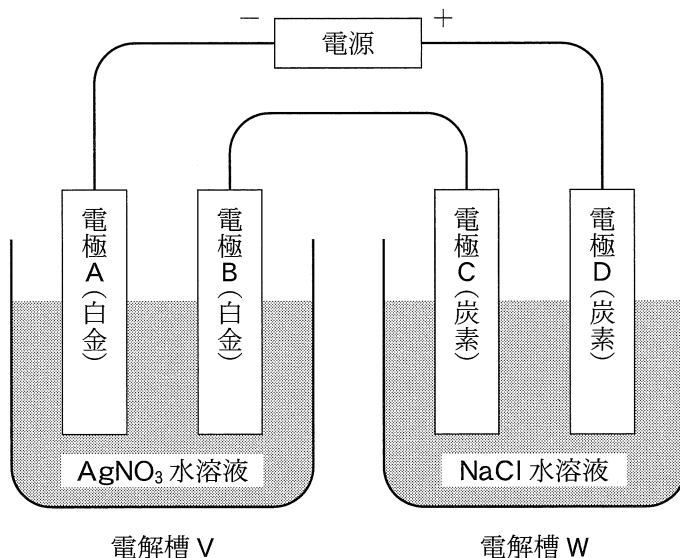 − 電源 +
電極A(白金)
電極B(白金)
電極C(炭素)
電極D(炭素)
AgNO₃ 水溶液
NaCl 水溶液
電解槽 V
電解槽 W